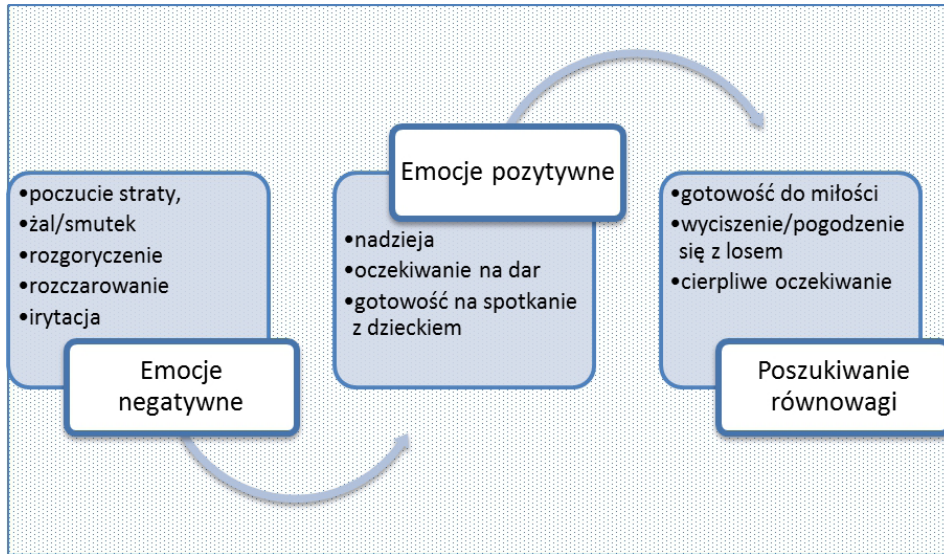 •poczucie straty,
•żal/smutek
•rozgoryczenie
•rozczarowanie
•irytacja
Emocje
negatywne
Emocje pozytywne
•nadzieja
•oczekiwanie na dar
•gotowość na spotkanie
z dzieckiem
•gotowość do miłości
•wyciszenie/pogodzenie
się z losem
•cierpliwe oczekiwanie
Poszukiwanie
równowagi